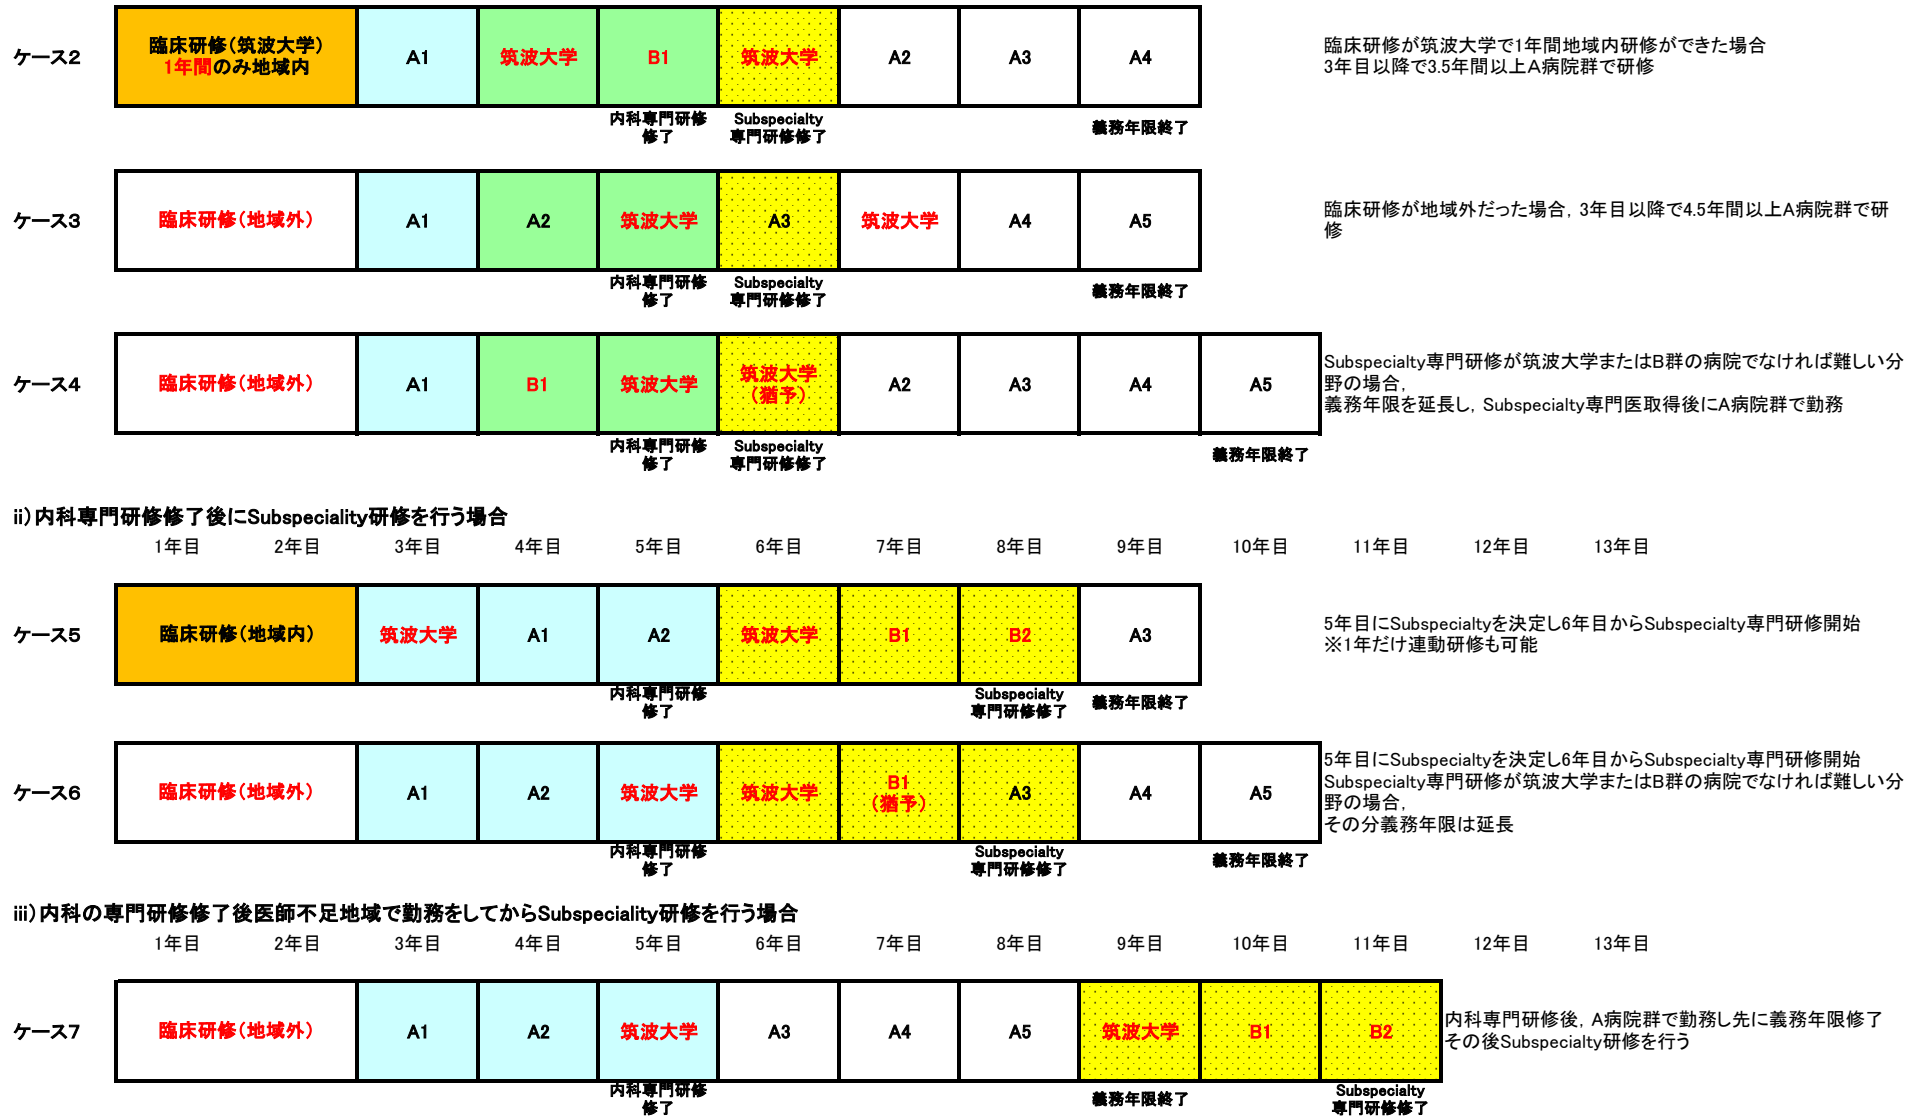 ケース2
臨床研修(筑波大学)
1年間のみ地域内
A1
筑波大学
B1
筑波大学
A2
A3
A4
臨床研修が筑波大学で1年間地域内研修ができた場合
3年目以降で3.5年間以上A病院群で研修
内科専門研修
修了
Subspecialty
専門研修修了
義務年限終了
ケース3
臨床研修(地域外)
A1
A2
筑波大学
A3
筑波大学
A4
A5
臨床研修が地域外だった場合, 3年目以降で4.5年間以上A病院群で研
修
内科専門研修
修了
Subspecialty
専門研修修了
義務年限終了
ケース4
臨床研修(地域外)
A1
B1
筑波大学
筑波大学
(猶予)
A2
A3
A4
A5
Subspecialty専門研修が筑波大学またはB群の病院でなければ難しい分
野の場合,
義務年限を延長し, Subspecialty専門医取得後にA病院群で勤務
内科専門研修
修了
Subspecialty
専門研修修了
義務年限終了
ii)内科専門研修修了後にSubspeciality研修を行う場合
1年目 2年目 3年目 4年目 5年目 6年目 7年目 8年目 9年目 10年目 11年目 12年目 13年目
ケース5
臨床研修(地域内)
筑波大学
A1
A2
筑波大学
B1
B2
A3
5年目にSubspecialtyを決定し6年目からSubspecialty専門研修開始
※1年だけ連動研修も可能
内科専門研修
修了
Subspecialty
専門研修修了
義務年限終了
ケース6
臨床研修(地域外)
A1
A2
筑波大学
筑波大学
B1
(猶予)
A3
A4
A5
5年目にSubspecialtyを決定し6年目からSubspecialty専門研修開始
Subspecialty専門研修が筑波大学またはB群の病院でなければ難しい分
野の場合,
その分義務年限は延長
内科専門研修
修了
Subspecialty
専門研修修了
義務年限終了
iii)内科の専門研修修了後医師不足地域で勤務をしてからSubspeciality研修を行う場合
1年目 2年目 3年目 4年目 5年目 6年目 7年目 8年目 9年目 10年目 11年目 12年目 13年目
ケース7
臨床研修(地域外)
A1
A2
筑波大学
A3
A4
A5
筑波大学
B1
B2
内科専門研修後, A病院群で勤務し先に義務年限修了
その後Subspecialty研修を行う
内科専門研修
修了
義務年限終了
Subspecialty
専門研修修了